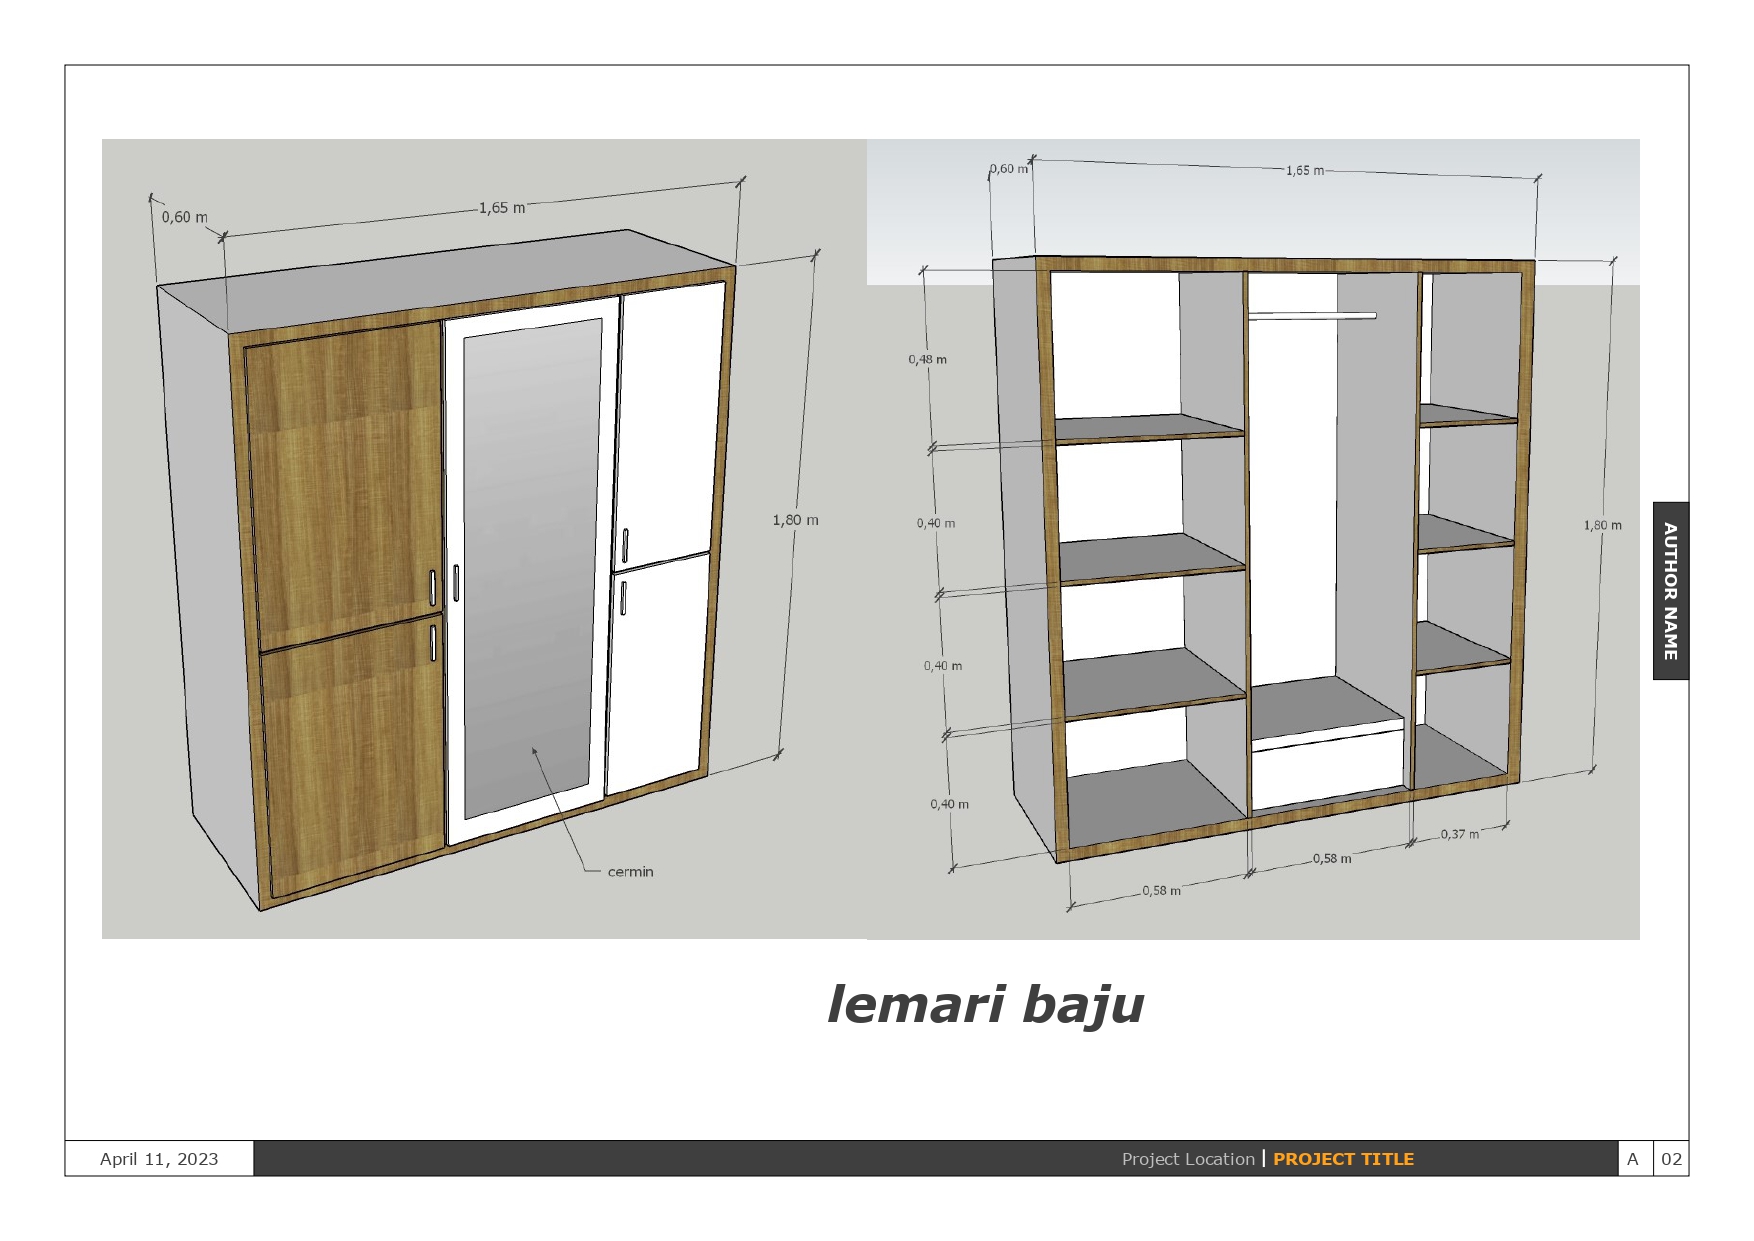 0,60 m
1,65 m
1,80 m
cermin
0,60 m
1,65 m
0,48 m
0,40 m
0,40 m
0,40 m
1,80 m
0,58 m
0,58 m
0,37 m
AUTHOR NAME
lemari baju
April 11, 2023
Project Location | PROJECT TITLE
A
02